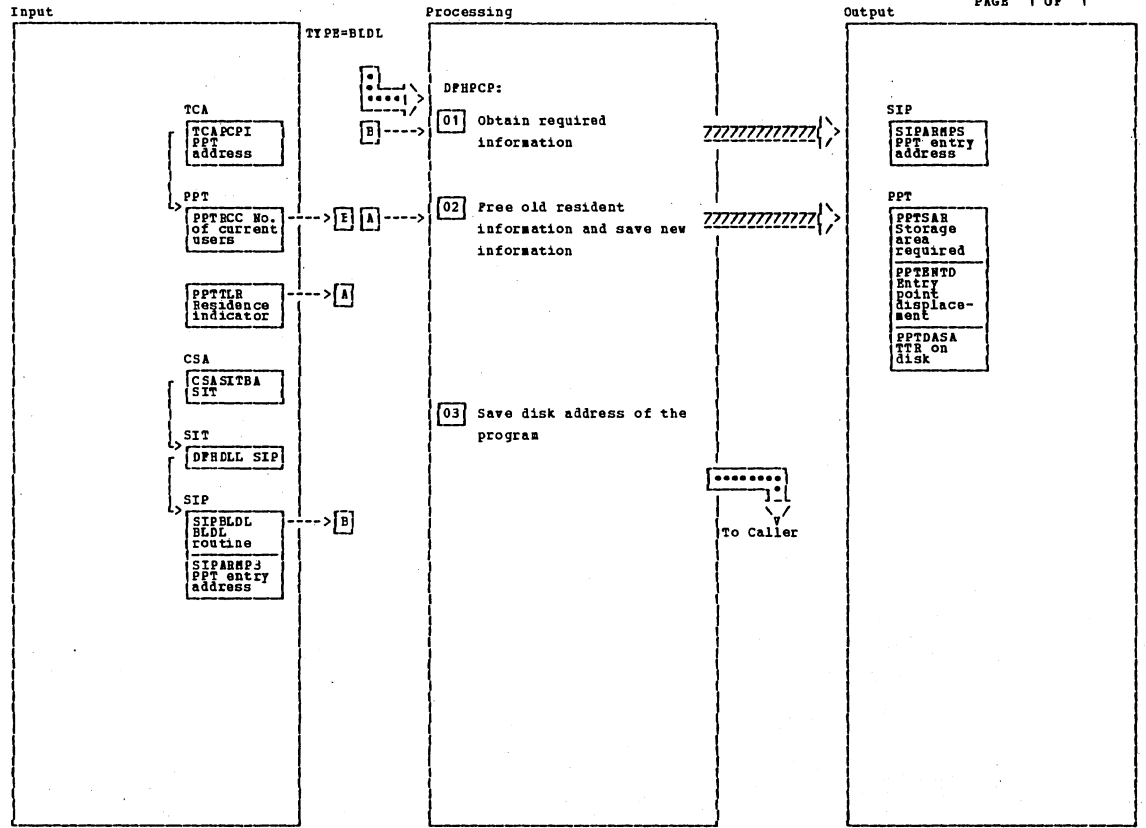 PAGE 1 OF 1
Input
Processing
Output
TYPE=BLDL
TCA
TCAPCPI
PPT
address
PPT
PPTRCC No.
of current
users
E
A
PPTTLR
Residence
indicator
A
CSA
CSASITBA
SIT
SIT
DFHDLL SIP
SIP
SIPBLDL
BLDL
routine
B
SIPARMP3
PPT entry
address
DFHPCP:
B
01 Obtain required
information
02 Free old resident
information and save new
information
03 Save disk address of the
program
To Caller
SIP
SIPARMPS
PPT entry
address
PPT
PPTSAR
Storage
area
required
PPTENTD
Entry
point
displace-
ment
PPTDASA
TTR on
disk